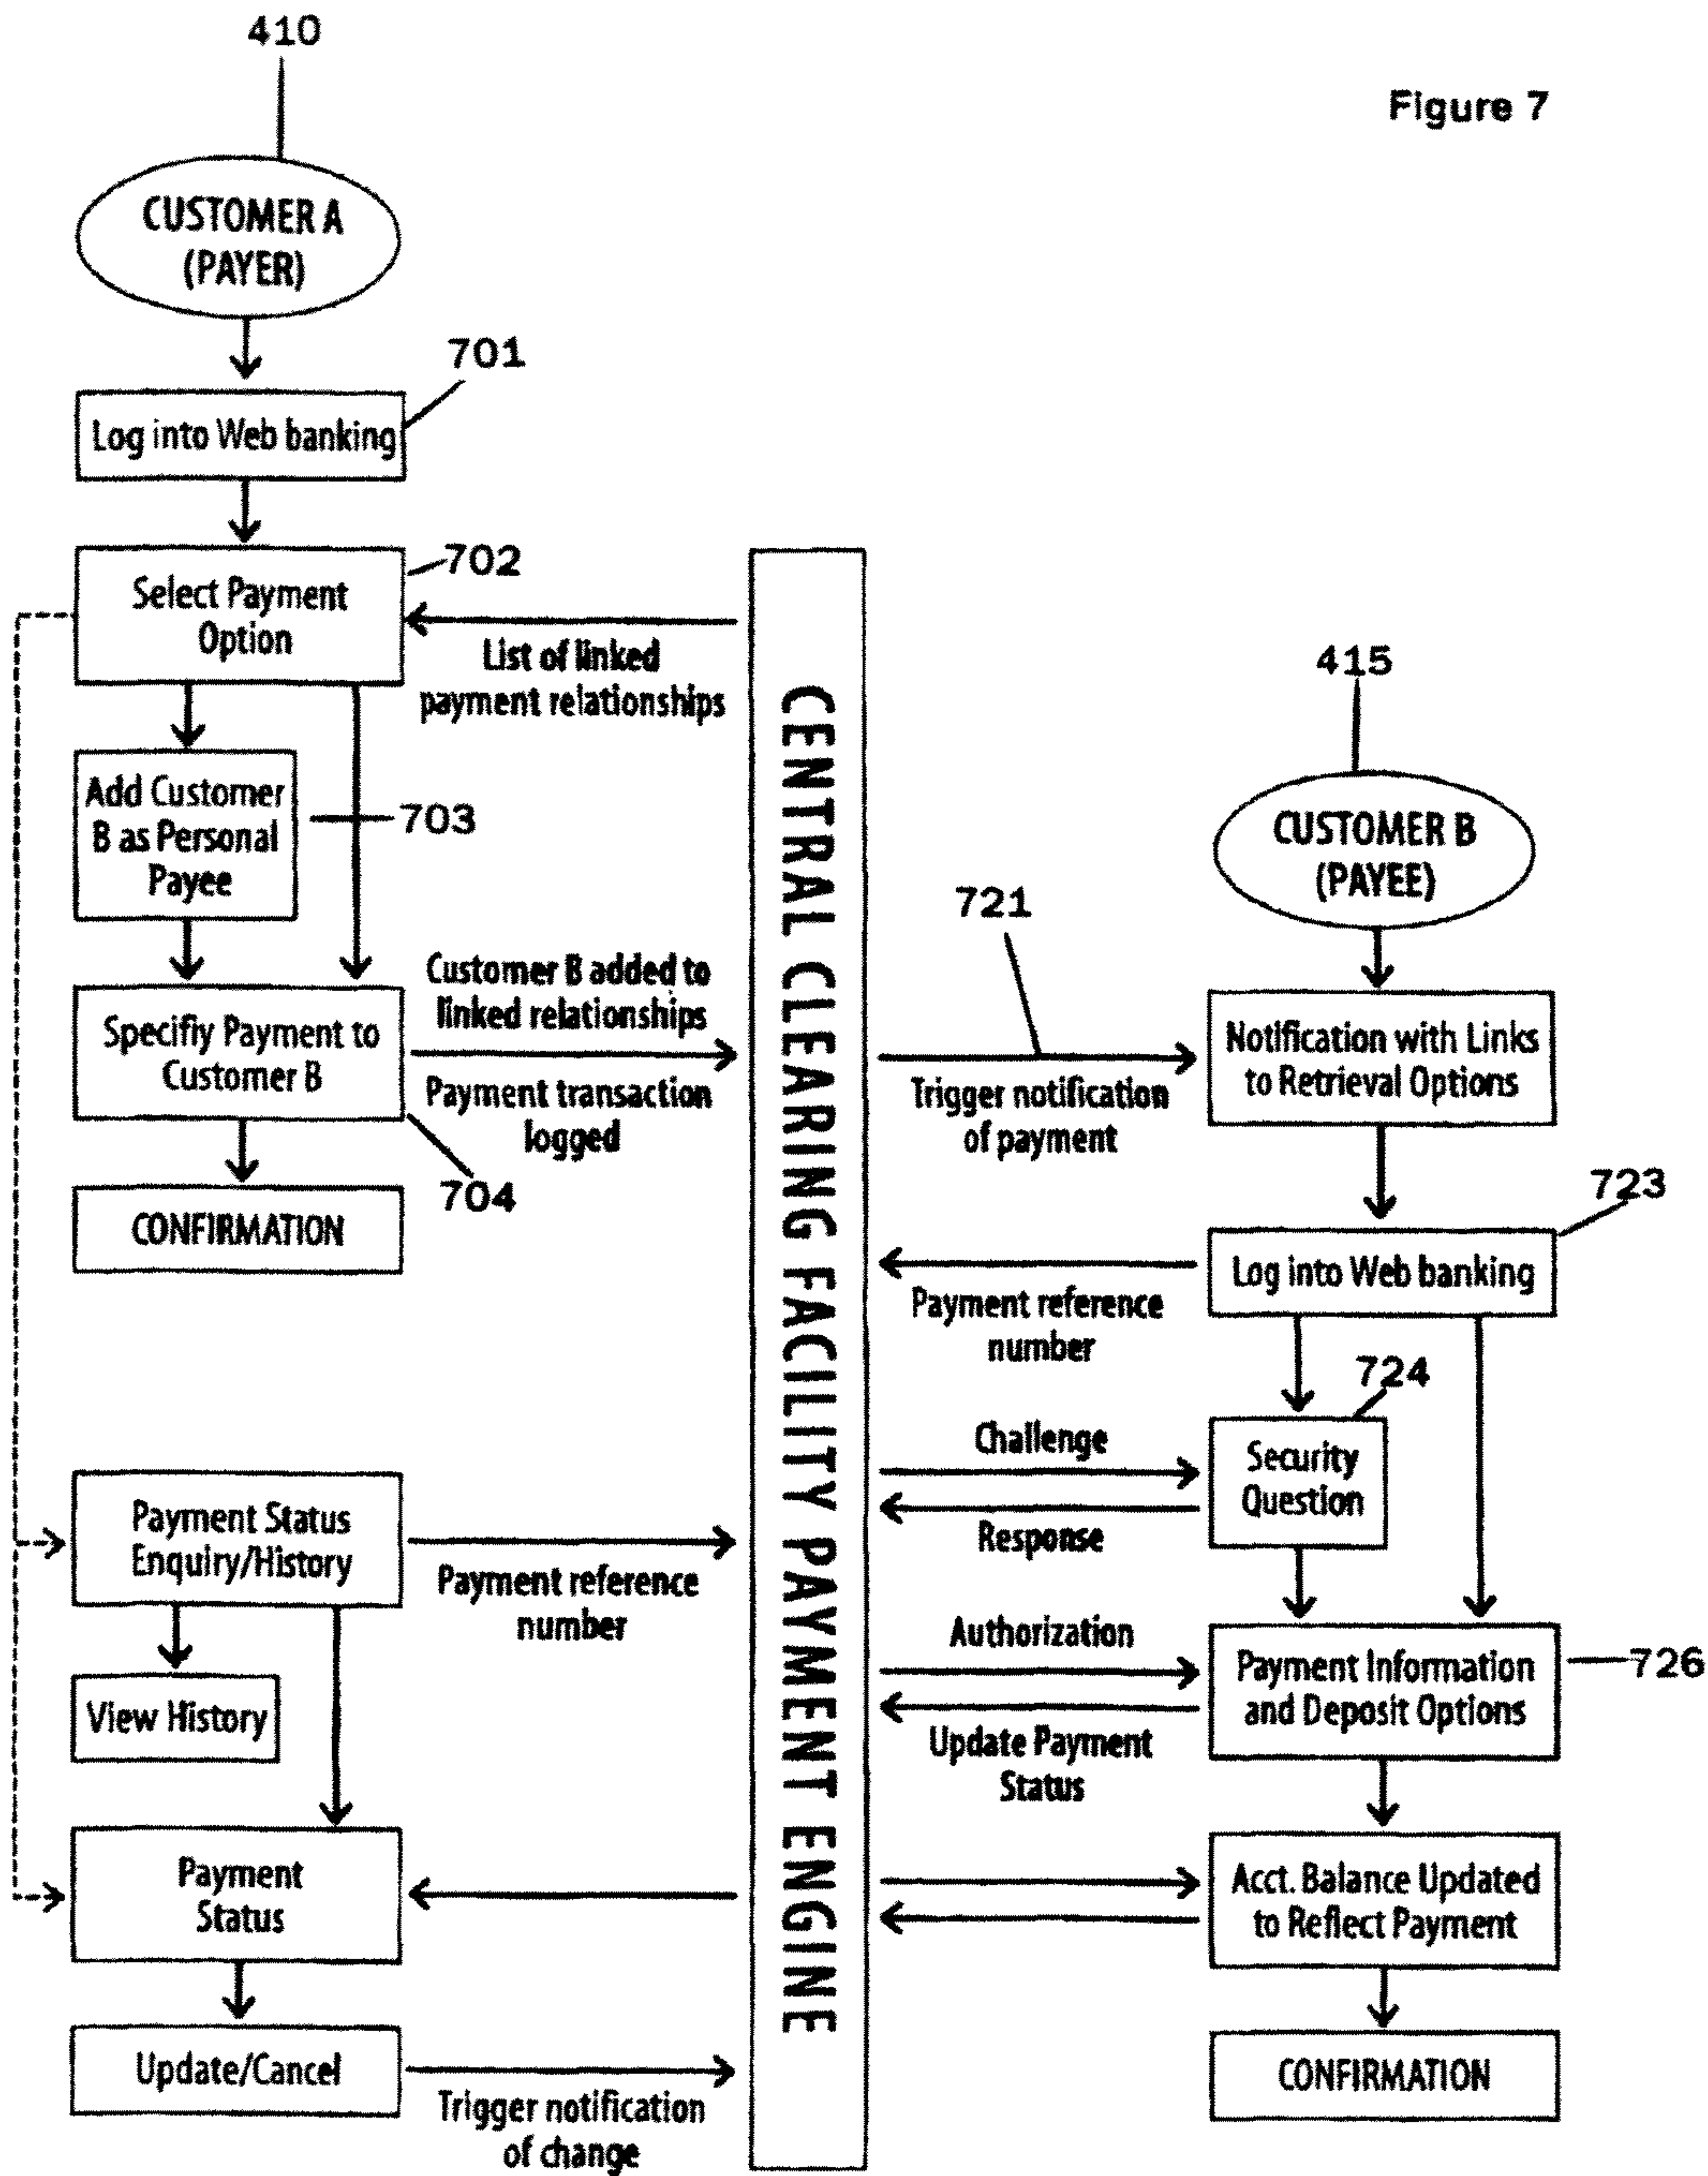 410
Figure 7
CUSTOMER A
(PAYER)
701
Log into Web banking
702
Select Payment
Option
List of linked
payment relationships
703
Add Customer
B as Personal
Payee
Customer B added to
linked relationships
704
Specifiy Payment to
Customer B
Payment transaction
logged
CONFIRMATION
Payment Status
Enquiry/History
Payment reference
number
View History
Payment
Status
Update/Cancel
Trigger notification
of change
CENTRAL CLEARING FACILITY PAYMENT ENGINE
415
CUSTOMER B
(PAYEE)
721
Trigger notification
of payment
Notification with Links
to Retrieval Options
723
Log into Web banking
Payment reference
number
724
Challenge
Security
Question
Response
Authorization
726
Payment Information
and Deposit Options
Update Payment
Status
Acct. Balance Updated
to Reflect Payment
CONFIRMATION